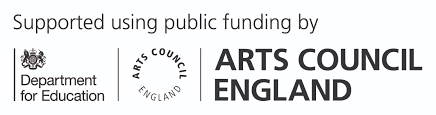 Supported using public funding by
Department
for Education
ARTS COUNCIL
ENGLAND
ARTS COUNCIL
ENGLAND